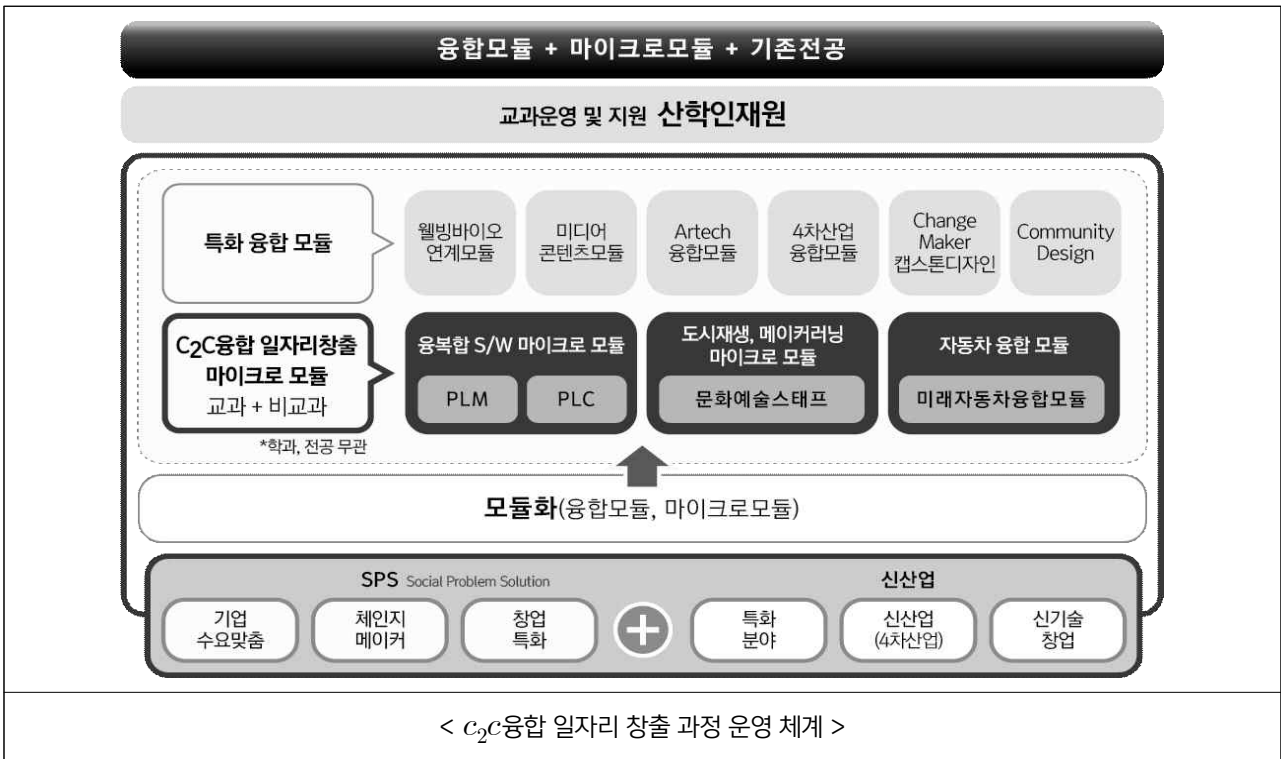 융합모듈 + 마이크로모듈 + 기존전공
교과운영 및 지원 산학인재원
특화 융합 모듈
웰빙바이오
연계모듈
미디어
콘텐츠모듈
Artech
융합모듈
4차산업
융합모듈
Change
Maker
캡스톤디자인
Community
Design
C2C융합 일자리창출
마이크로 모듈
교과 + 비교과
*학과, 전공 무관
융복합 S/W 마이크로 모듈
PLM
PLC
도시재생, 메이커러닝
마이크로 모듈
문화예술스태프
자동차 융합 모듈
미래자동차융합모듈
모듈화(융합모듈, 마이크로모듈)
SPS Social Problem Solution
기업
수요맞춤
체인지
메이커
창업
특화
+
신산업
특화
분야
신산업
(4차산업)
신기술
창업
< c2c융합 일자리 창출 과정 운영 체계 >